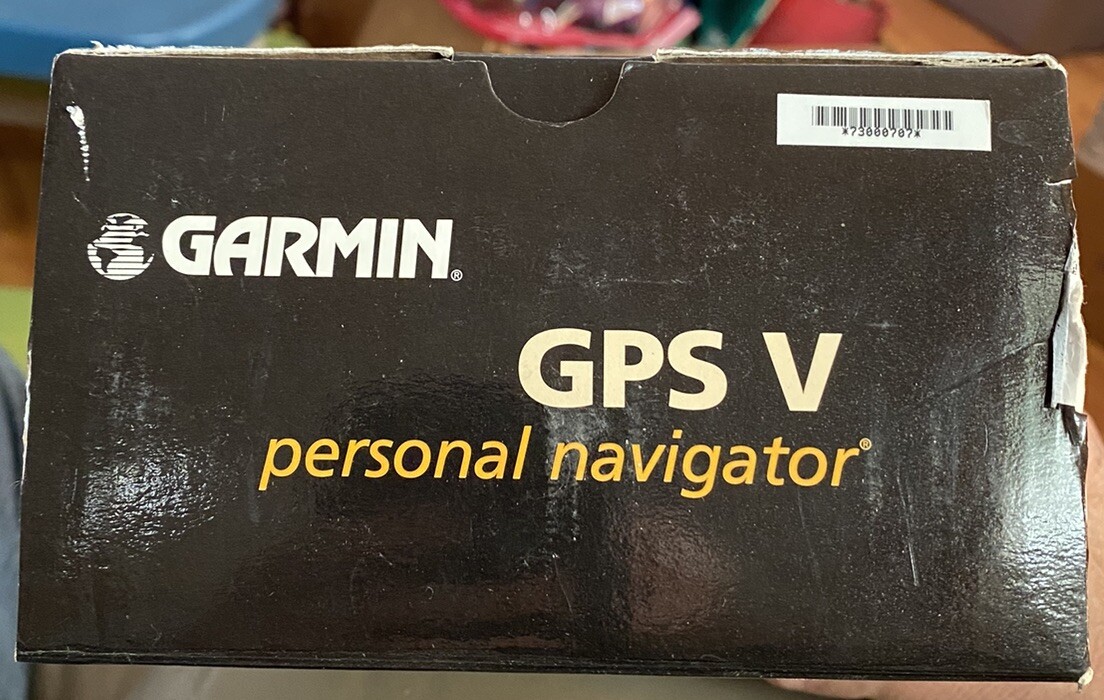 *73000707*
GARMIN®
GPS V
personal navigator®